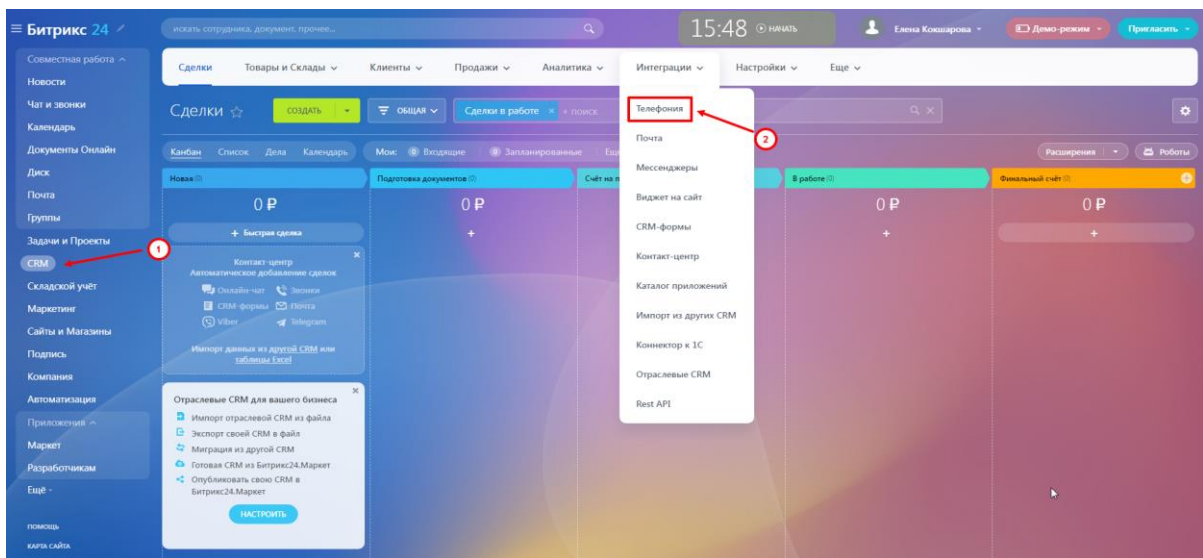 Битрикс 24
искать сотрудника, документ, прочее...
15:48 НАЧАТЬ
Елена Кокшарова
Демо-режим
Пригласить
Совместная работа
Новости
Чат и звонки
Календарь
Документы Онлайн
Диск
Почта
Группы
Задачи и Проекты
CRM
Складской учёт
Маркетинг
Сайты и Магазины
Подпись
Компания
Автоматизация
Приложения
Маркет
Разработчикам
Ещё -
ПОМОЩЬ
КАРТА САЙТА
1
Сделки Товары и Склады Клиенты Продажи Аналитика Интеграции Настройки Еще
Сделки СОЗДАТЬ ОБЩАЯ Сделки в работе × + поиск
Канбан Список Дела Календарь Мои: 0 Входящие 0 Запланированные Расширения Роботы
Новая (0) Подготовка документов (0) Счёт на В работе (0) Финальный счёт (0)
0 ₽ 0 ₽ 0 ₽ 0 ₽
+ Быстрая сделка + + +
Контакт-центр
Автоматическое добавление сделок
Онлайн-чат Звонки
CRM-формы Почта
Viber Telegram
Импорт данных из другой CRM или
таблицы Excel
Отраслевые CRM для вашего бизнеса
Импорт отраслевой CRM из файла
Экспорт своей CRM в файл
Миграция из другой CRM
Готовая CRM из Битрикс24.Маркет
Опубликовать свою CRM в
Битрикс24.Маркет
НАСТРОИТЬ
Телефония
2
Почта
Мессенджеры
Виджет на сайт
CRM-формы
Контакт-центр
Каталог приложений
Импорт из других CRM
Коннектор к 1С
Отраслевые CRM
Rest API